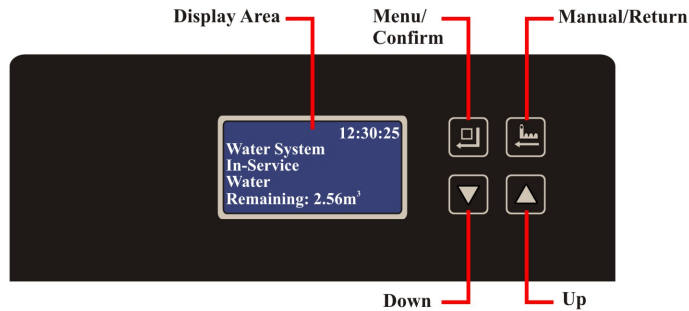 Display Area
Menu/
Confirm
Manual/Return
12:30:25
Water System
In-Service
Water
Remaining: 2.56m³
Down
Up